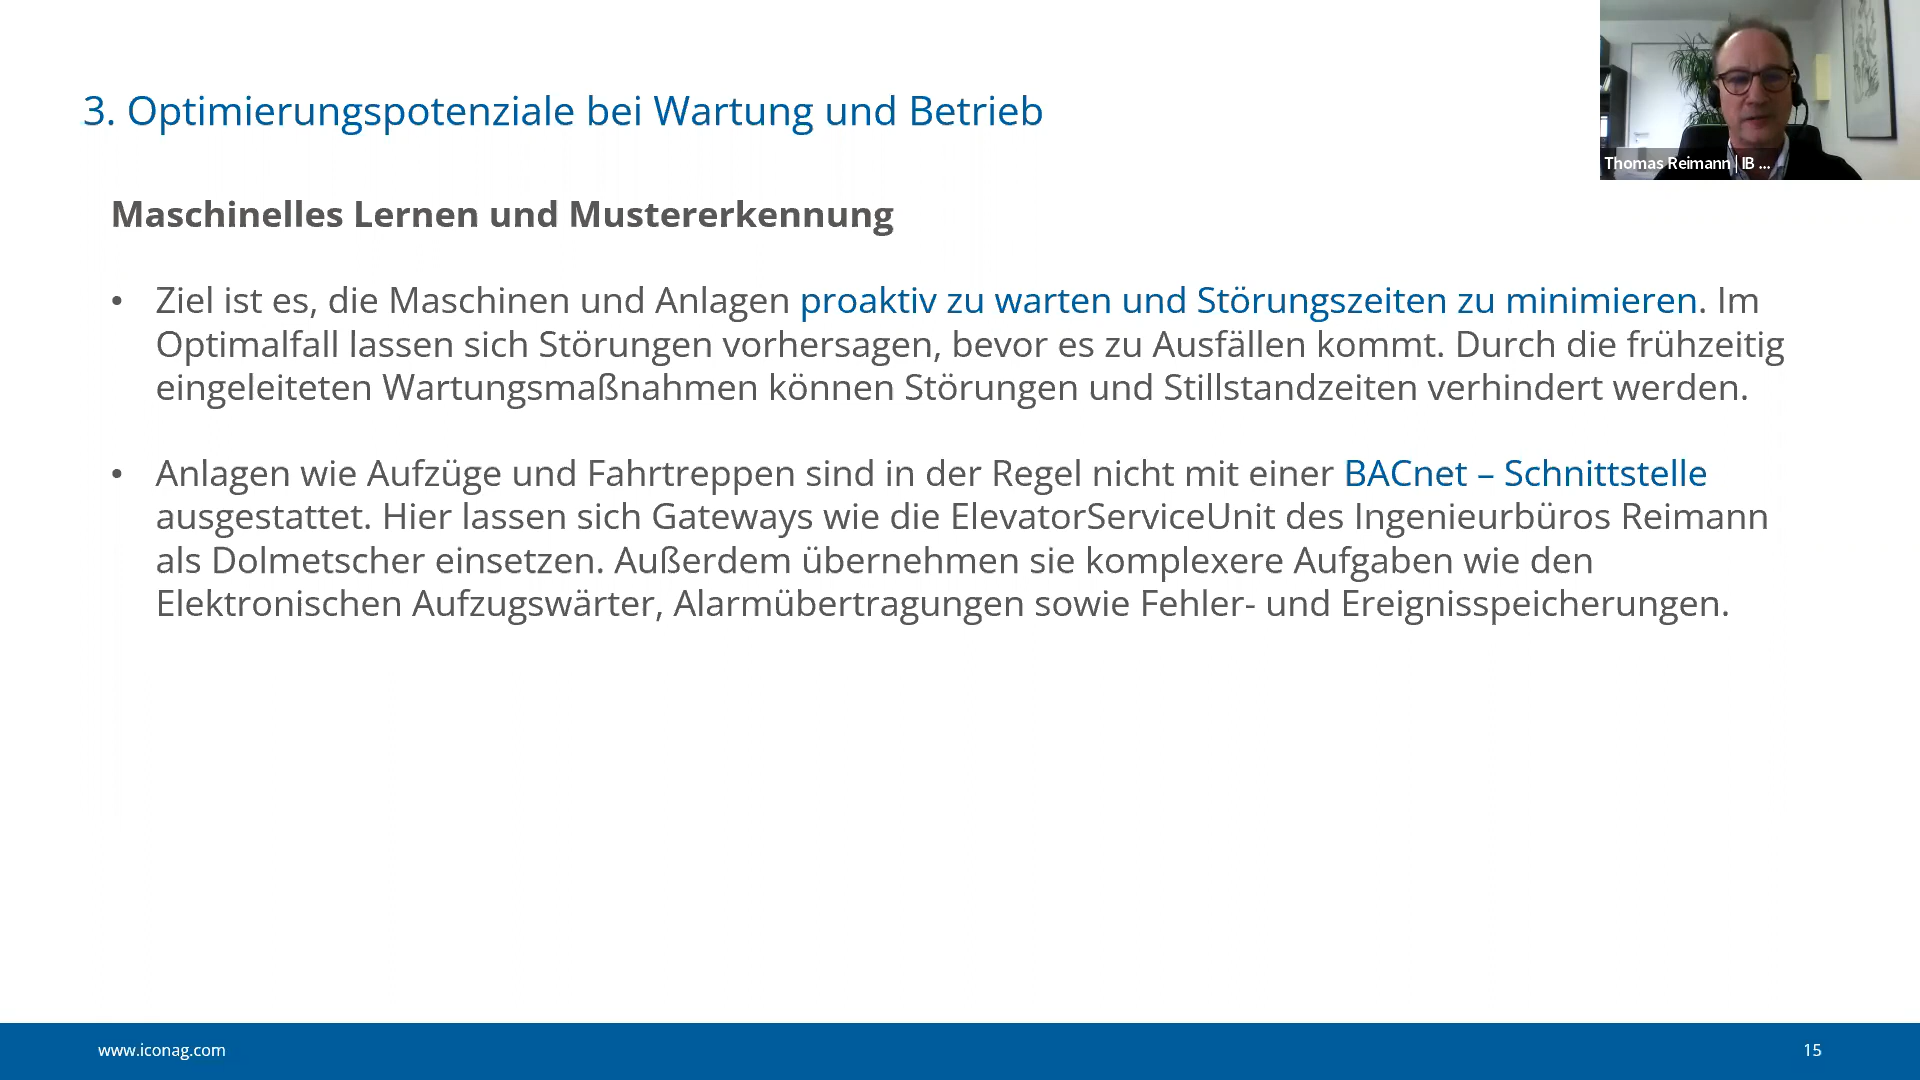 3. Optimierungspotenziale bei Wartung und Betrieb
Thomas Reimann | IB ...
Maschinelles Lernen und Mustererkennung
• Ziel ist es, die Maschinen und Anlagen proaktiv zu warten und Störungszeiten zu minimieren. Im
Optimalfall lassen sich Störungen vorhersagen, bevor es zu Ausfällen kommt. Durch die frühzeitig
eingeleiteten Wartungsmaßnahmen können Störungen und Stillstandzeiten verhindert werden.
• Anlagen wie Aufzüge und Fahrtreppen sind in der Regel nicht mit einer BACnet – Schnittstelle
ausgestattet. Hier lassen sich Gateways wie die ElevatorServiceUnit des Ingenieurbüros Reimann
als Dolmetscher einsetzen. Außerdem übernehmen sie komplexere Aufgaben wie den
Elektronischen Aufzugswärter, Alarmübertragungen sowie Fehler- und Ereignisspeicherungen.
www.iconag.com
15